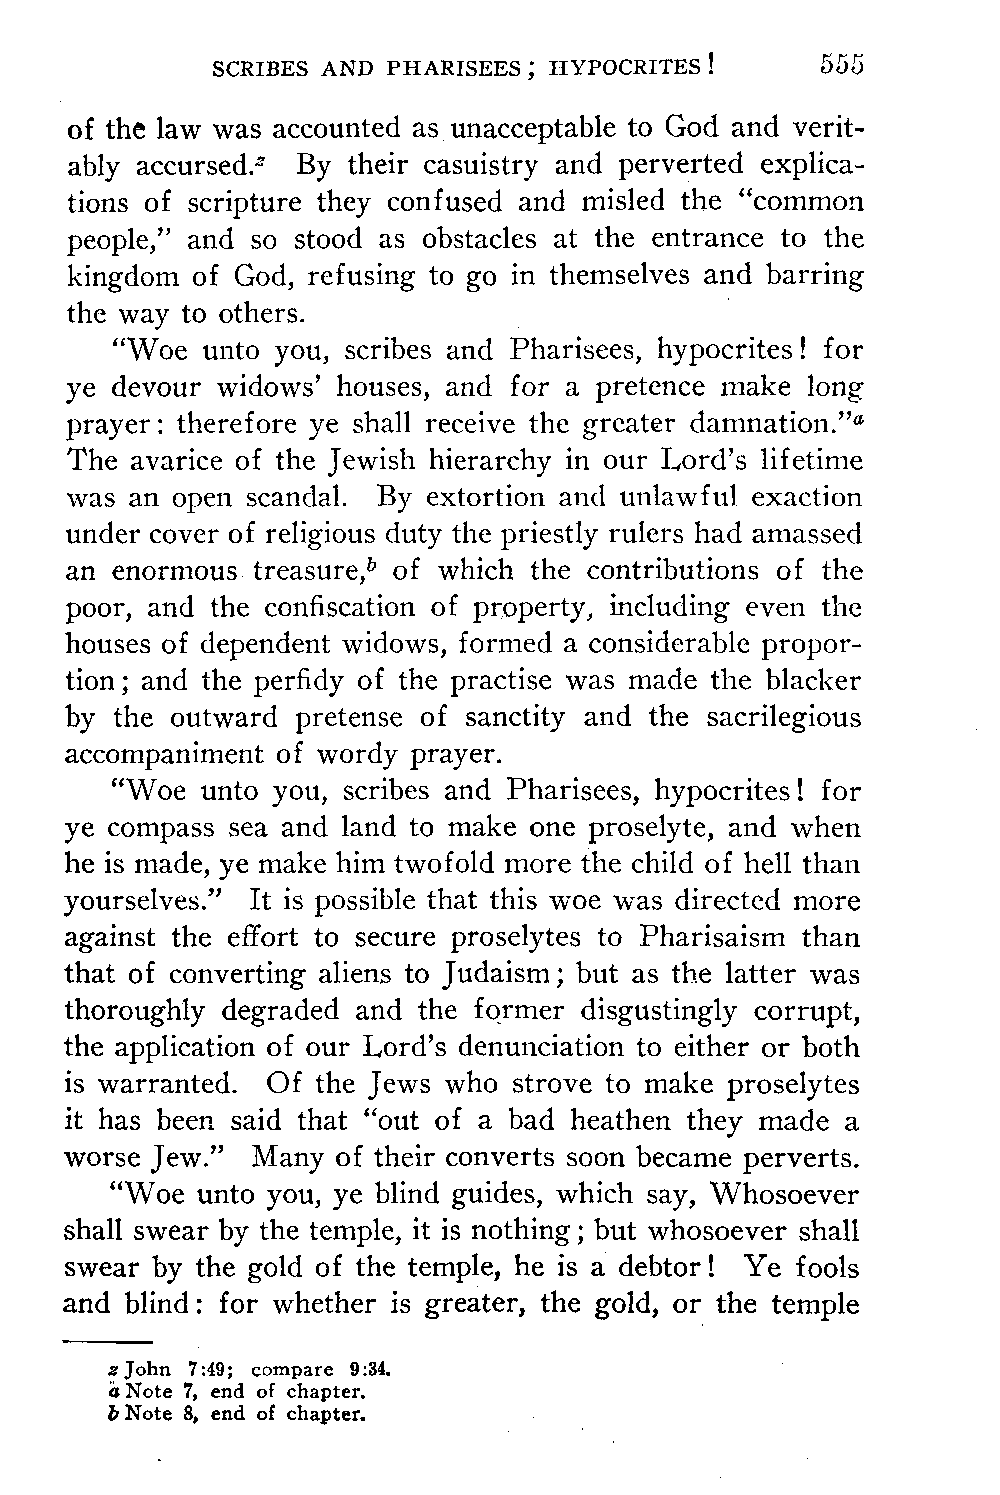 SCRIBES AND PHARISEES; HYPOCRITES! 555
of the law was accounted as unacceptable to God and verit-
ably accursed.z By their casuistry and perverted explica-
tions of scripture they confused and misled the “common
people,” and so stood as obstacles at the entrance to the
kingdom of God, refusing to go in themselves and barring
the way to others.
“Woe unto you, scribes and Pharisees, hypocrites! for
ye devour widows’ houses, and for a pretence make long
prayer: therefore ye shall receive the greater damnation.”a
The avarice of the Jewish hierarchy in our Lord’s lifetime
was an open scandal. By extortion and unlawful exaction
under cover of religious duty the priestly rulers had amassed
an enormous treasure,b of which the contributions of the
poor, and the confiscation of property, including even the
houses of dependent widows, formed a considerable propor-
tion; and the perfidy of the practise was made the blacker
by the outward pretense of sanctity and the sacrilegious
accompaniment of wordy prayer.
“Woe unto you, scribes and Pharisees, hypocrites! for
ye compass sea and land to make one proselyte, and when
he is made, ye make him twofold more the child of hell than
yourselves.” It is possible that this woe was directed more
against the effort to secure proselytes to Pharisaism than
that of converting aliens to Judaism; but as the latter was
thoroughly degraded and the former disgustingly corrupt,
the application of our Lord’s denunciation to either or both
is warranted. Of the Jews who strove to make proselytes
it has been said that “out of a bad heathen they made a
worse Jew.” Many of their converts soon became perverts.
“Woe unto you, ye blind guides, which say, Whosoever
shall swear by the temple, it is nothing; but whosoever shall
swear by the gold of the temple, he is a debtor! Ye fools
and blind: for whether is greater, the gold, or the temple
z John 7:49; compare 9:34.
a Note 7, end of chapter.
b Note 8, end of chapter.